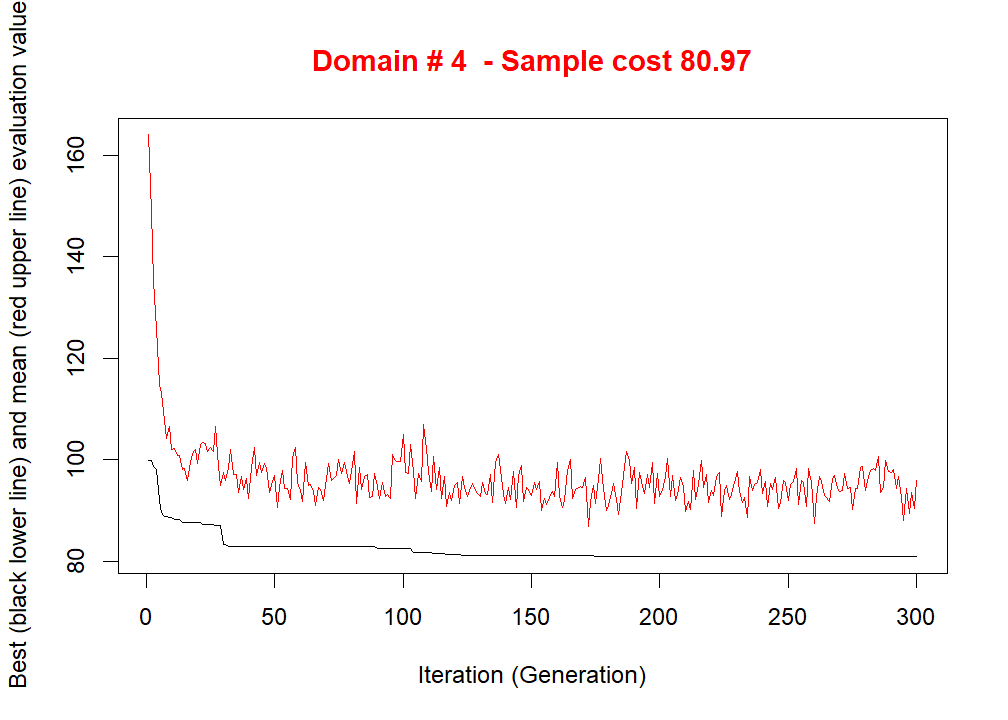 Domain # 4  - Sample cost 80.97
Best (black lower line) and mean (red upper line) evaluation value
160
140
120
100
80
0 50 100 150 200 250 300
Iteration (Generation)